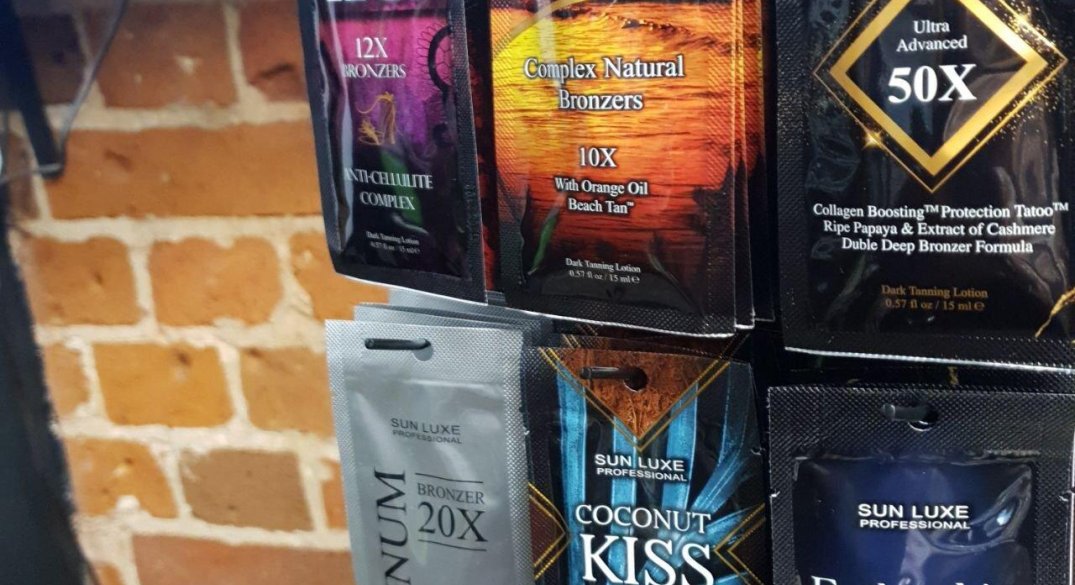 12X
BRONZERS
ANTI-CELLULITE
COMPLEX
Dark Tanning Lotion
0.57 fl oz / 15 ml ℮
Complex Natural
Bronzers
10X
With Orange Oil
Beach Tan™
Dark Tanning Lotion
0.57 fl oz / 15 ml ℮
Ultra
Advanced
50X
Collagen Boosting™ Protection Tatoo™
Ripe Papaya & Extract of Cashmere
Duble Deep Bronzer Formula
Dark Tanning Lotion
0.57 fl oz / 15 ml ℮
SUN LUXE
PROFESSIONAL
NUM
BRONZER
20X
SUN LUXE
PROFESSIONAL
COCONUT
KISS
SUN LUXE
PROFESSIONAL